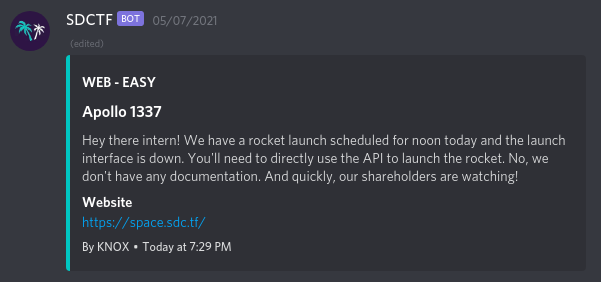 SDCTF BOT 05/07/2021
(edited)
WEB - EASY
Apollo 1337
Hey there intern! We have a rocket launch scheduled for noon today and the launch
interface is down. You'll need to directly use the API to launch the rocket. No, we
don't have any documentation. And quickly, our shareholders are watching!
Website
https://space.sdc.tf/
By KNOX • Today at 7:29 PM